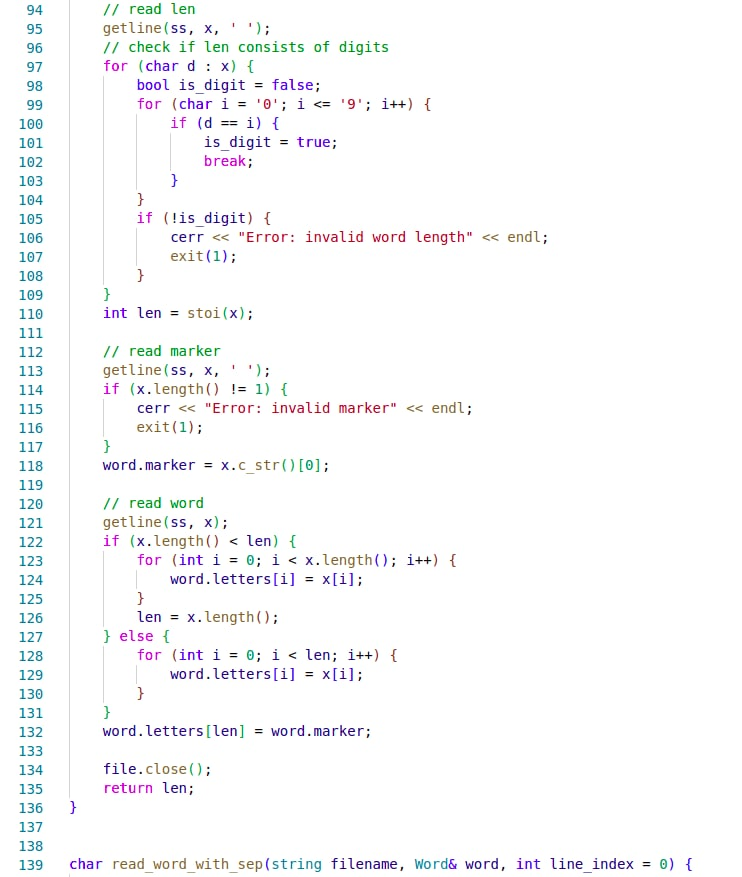 94 // read len
95 getline(ss, x, ' ');
96 // check if len consists of digits
97 for (char d : x) {
98 bool is_digit = false;
99 for (char i = '0'; i <= '9'; i++) {
100 if (d == i) {
101 is_digit = true;
102 break;
103 }
104 }
105 if (!is_digit) {
106 cerr << "Error: invalid word length" << endl;
107 exit(1);
108 }
109 }
110 int len = stoi(x);
111
112 // read marker
113 getline(ss, x, ' ');
114 if (x.length() != 1) {
115 cerr << "Error: invalid marker" << endl;
116 exit(1);
117 }
118 word.marker = x.c_str()[0];
119
120 // read word
121 getline(ss, x);
122 if (x.length() < len) {
123 for (int i = 0; i < x.length(); i++) {
124 word.letters[i] = x[i];
125 }
126 len = x.length();
127 } else {
128 for (int i = 0; i < len; i++) {
129 word.letters[i] = x[i];
130 }
131 }
132 word.letters[len] = word.marker;
133
134 file.close();
135 return len;
136 }
137
138
139 char read_word_with_sep(string filename, Word& word, int line_index = 0) {